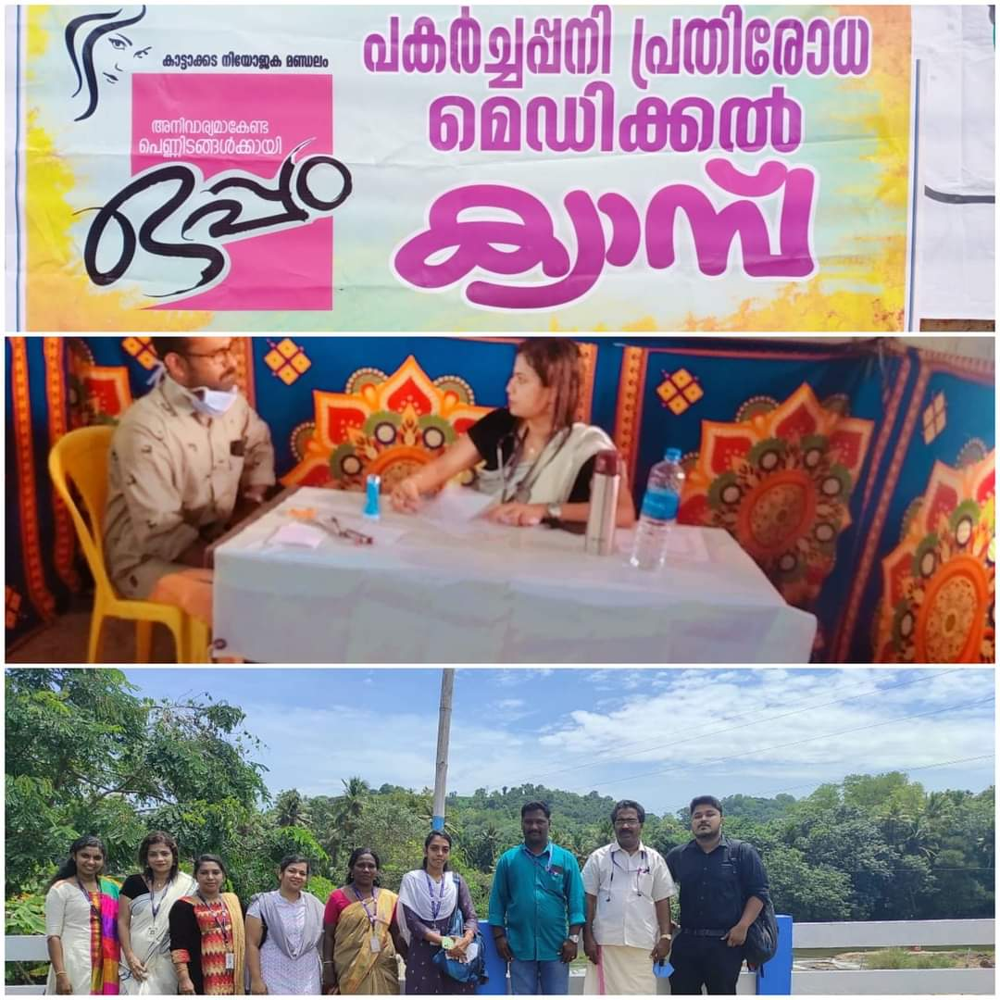 കാട്ടാക്കട നിയോജക മണ്ഡലം
അനിവാര്യമാകേണ്ട
പെണ്ണിടങ്ങൾക്കായി
ഒപ്പം
പകർച്ചപ്പനി പ്രതിരോധ
മെഡിക്കൽ
ക്യാമ്പ്